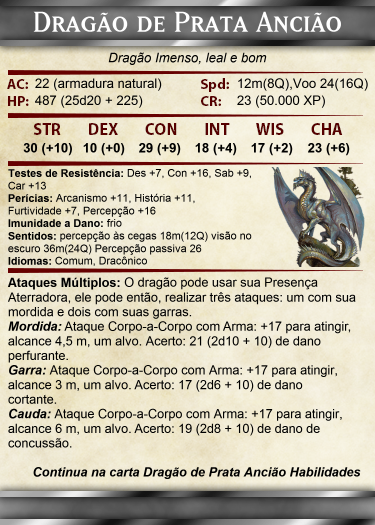 Dragão de Prata Ancião
Dragão Imenso, leal e bom
AC: 22 (armadura natural) Spd: 12m(8Q),Voo 24(16Q)
HP: 487 (25d20 + 225) CR: 23 (50.000 XP)
STR DEX CON INT WIS CHA
30 (+10) 10 (+0) 29 (+9) 18 (+4) 17 (+2) 23 (+6)
Testes de Resistência: Des +7, Con +16, Sab +9,
Car +13
Perícias: Arcanismo +11, História +11,
Furtividade +7, Percepção +16
Imunidade a Dano: frio
Sentidos: percepção às cegas 18m(12Q) visão no
escuro 36m(24Q) Percepção passiva 26
Idiomas: Comum, Dracônico
Ataques Múltiplos: O dragão pode usar sua Presença
Aterradora, ele pode então, realizar três ataques: um com sua
mordida e dois com suas garras.
Mordida: Ataque Corpo-a-Corpo com Arma: +17 para atingir,
alcance 4,5 m, um alvo. Acerto: 21 (2d10 + 10) de dano
perfurante.
Garra: Ataque Corpo-a-Corpo com Arma: +17 para atingir,
alcance 3 m, um alvo. Acerto: 17 (2d6 + 10) de dano
cortante.
Cauda: Ataque Corpo-a-Corpo com Arma: +17 para atingir,
alcance 6 m, um alvo. Acerto: 19 (2d8 + 10) de dano de
concussão.
Continua na carta Dragão de Prata Ancião Habilidades